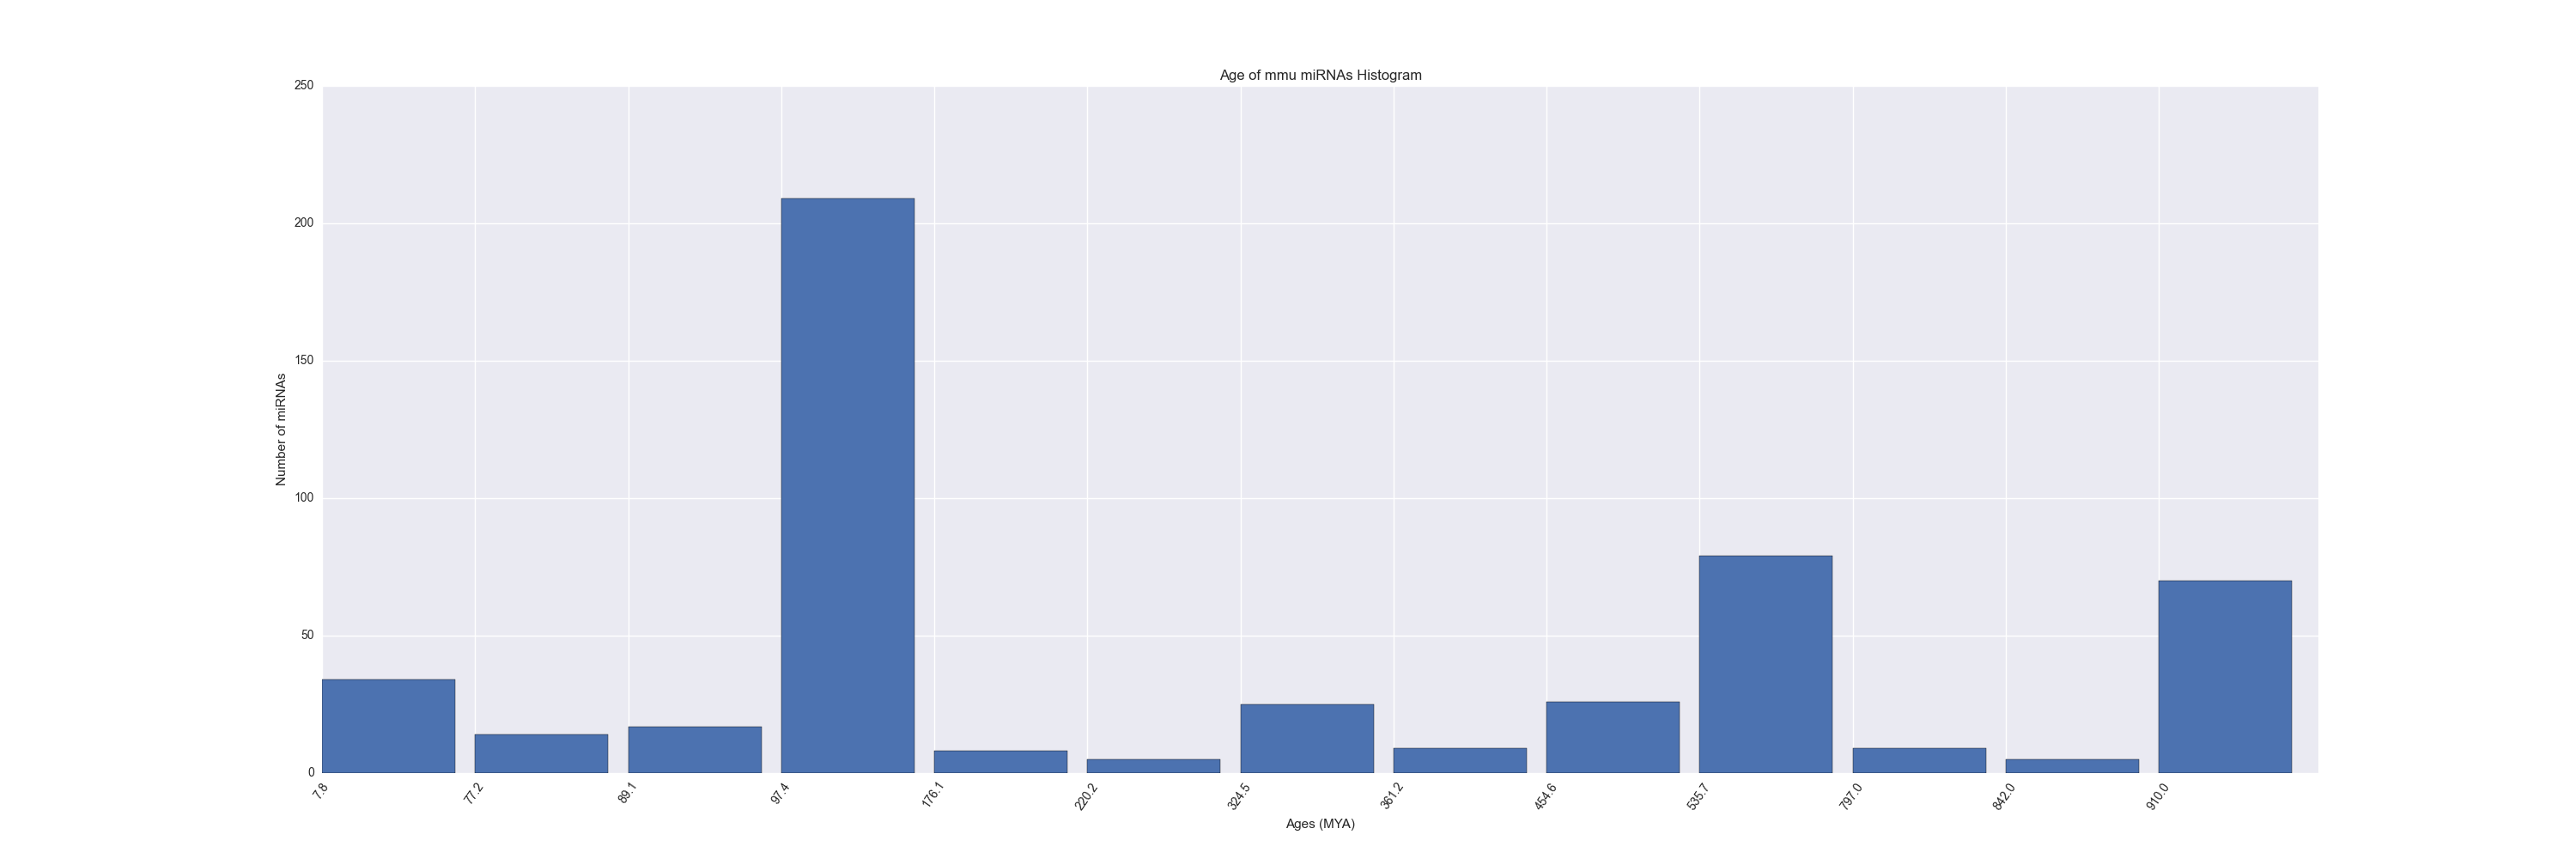 Age of mmu miRNAs Histogram
250
200
150
100
50
0
Number of miRNAs
7.8 77.2 89.1 97.4 176.1 220.2 324.5 361.2 454.6 535.7 797.0 842.0 910.0
Ages (MYA)